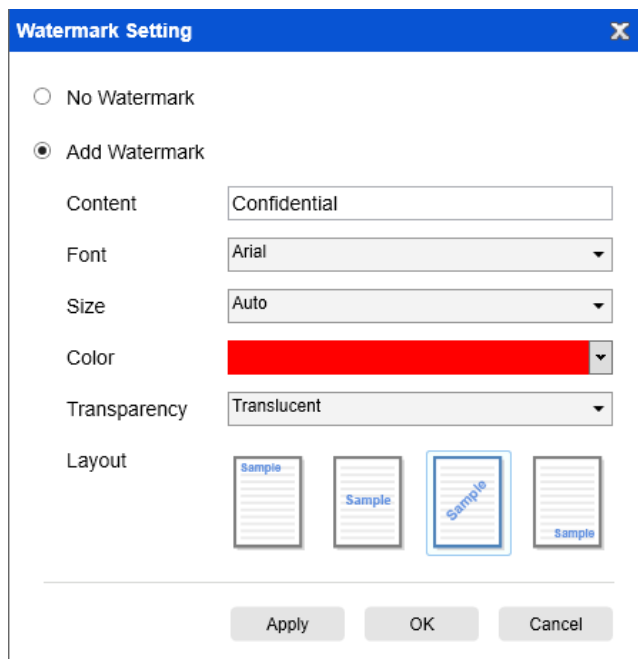 Watermark Setting
No Watermark
Add Watermark
Content Confidential
Font Arial
Size Auto
Color
Transparency Translucent
Layout
Sample
Sample
Sample
Sample
Apply OK Cancel